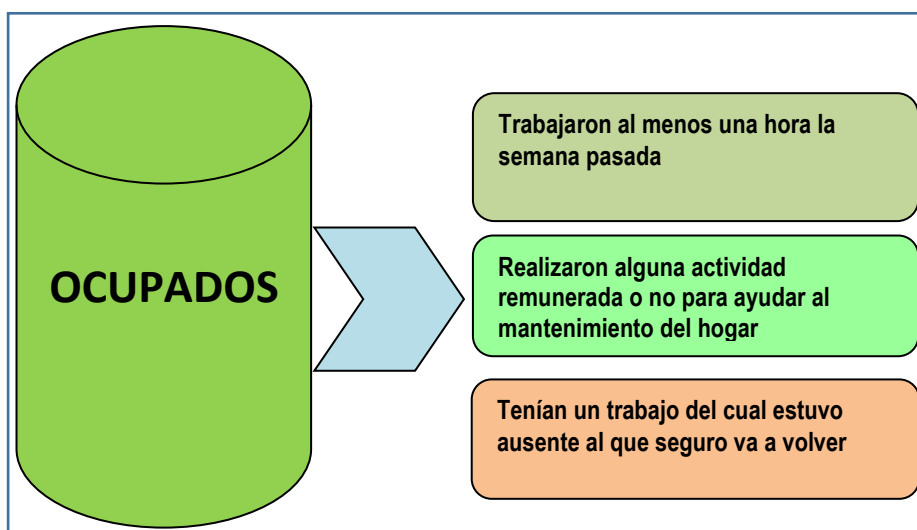 OCUPADOS
Trabajaron al menos una hora la
semana pasada
Realizaron alguna actividad
remunerada o no para ayudar al
mantenimiento del hogar
Tenían un trabajo del cual estuvo
ausente al que seguro va a volver